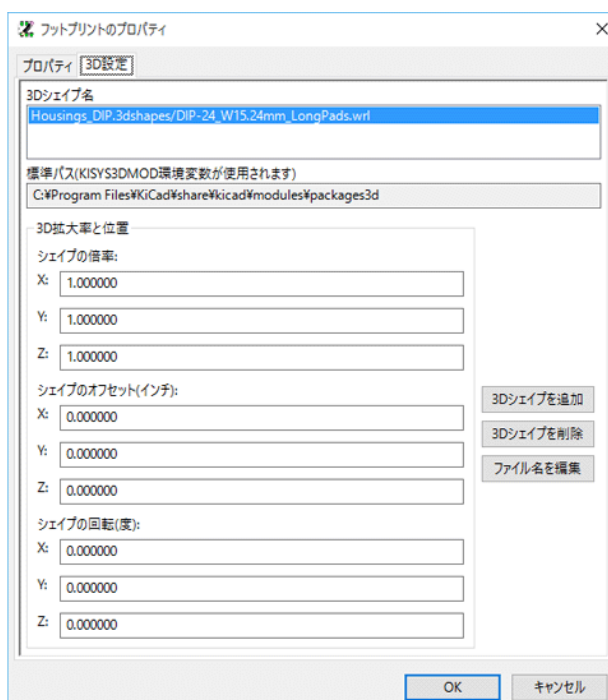 フットプリントのプロパティ
プロパティ 3D設定
3Dシェイプ名
Housings_DIP.3dshapes/DIP-24_W15.24mm_LongPads.wrl
標準パス(KISYS3DMOD環境変数が使用されます)
C:¥Program Files¥KiCad¥share¥kicad¥modules¥packages3d
3D拡大率と位置
シェイプの倍率:
X: 1.000000
Y: 1.000000
Z: 1.000000
シェイプのオフセット(インチ):
X: 0.000000
Y: 0.000000
Z: 0.000000
シェイプの回転(度):
X: 0.000000
Y: 0.000000
Z: 0.000000
3Dシェイプを追加
3Dシェイプを削除
ファイル名を編集
OK キャンセル